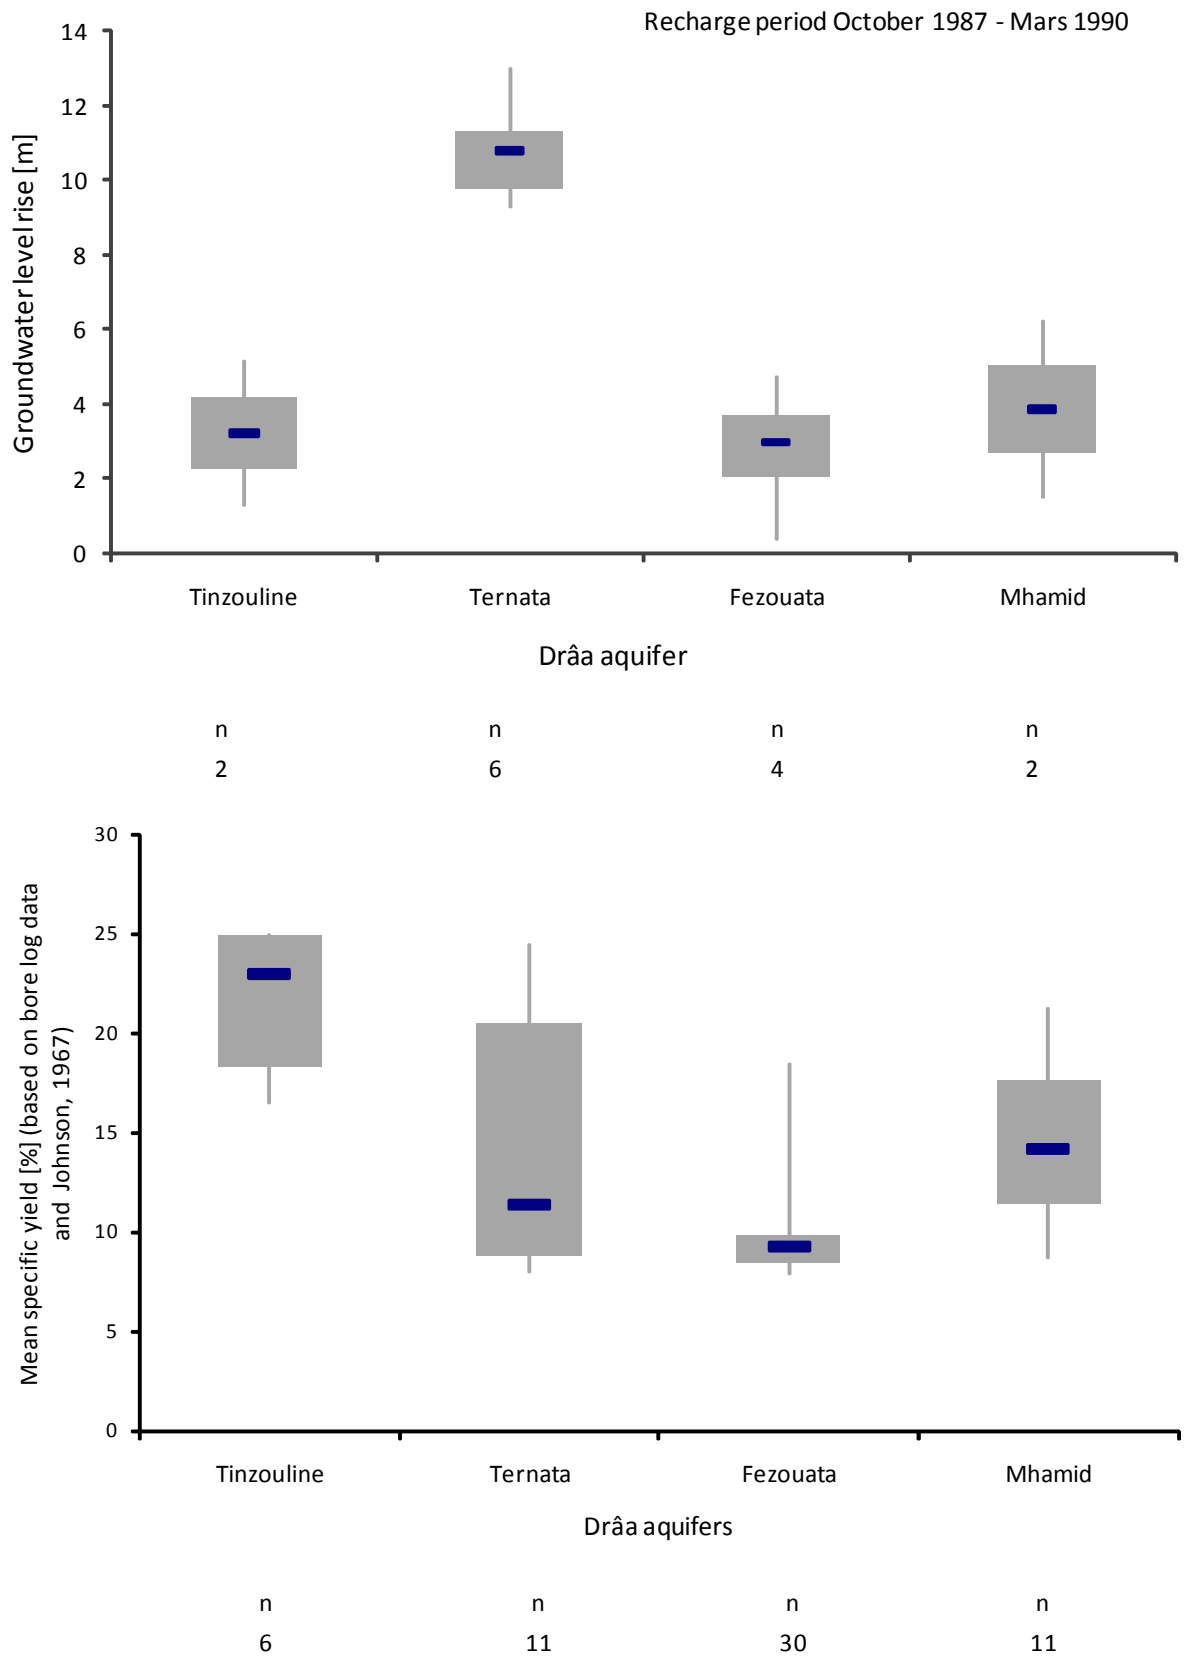 Recharge period October 1987 - Mars 1990
Groundwater level rise [m]
14
12
10
8
6
4
2
0
Tinzouline Ternata Fezouata Mhamid
Drâa aquifer
n n n n
2 6 4 2
Mean specific yield [%] (based on bore log data
and Johnson, 1967)
30
25
20
15
10
5
0
Tinzouline Ternata Fezouata Mhamid
Drâa aquifers
n n n n
6 11 30 11